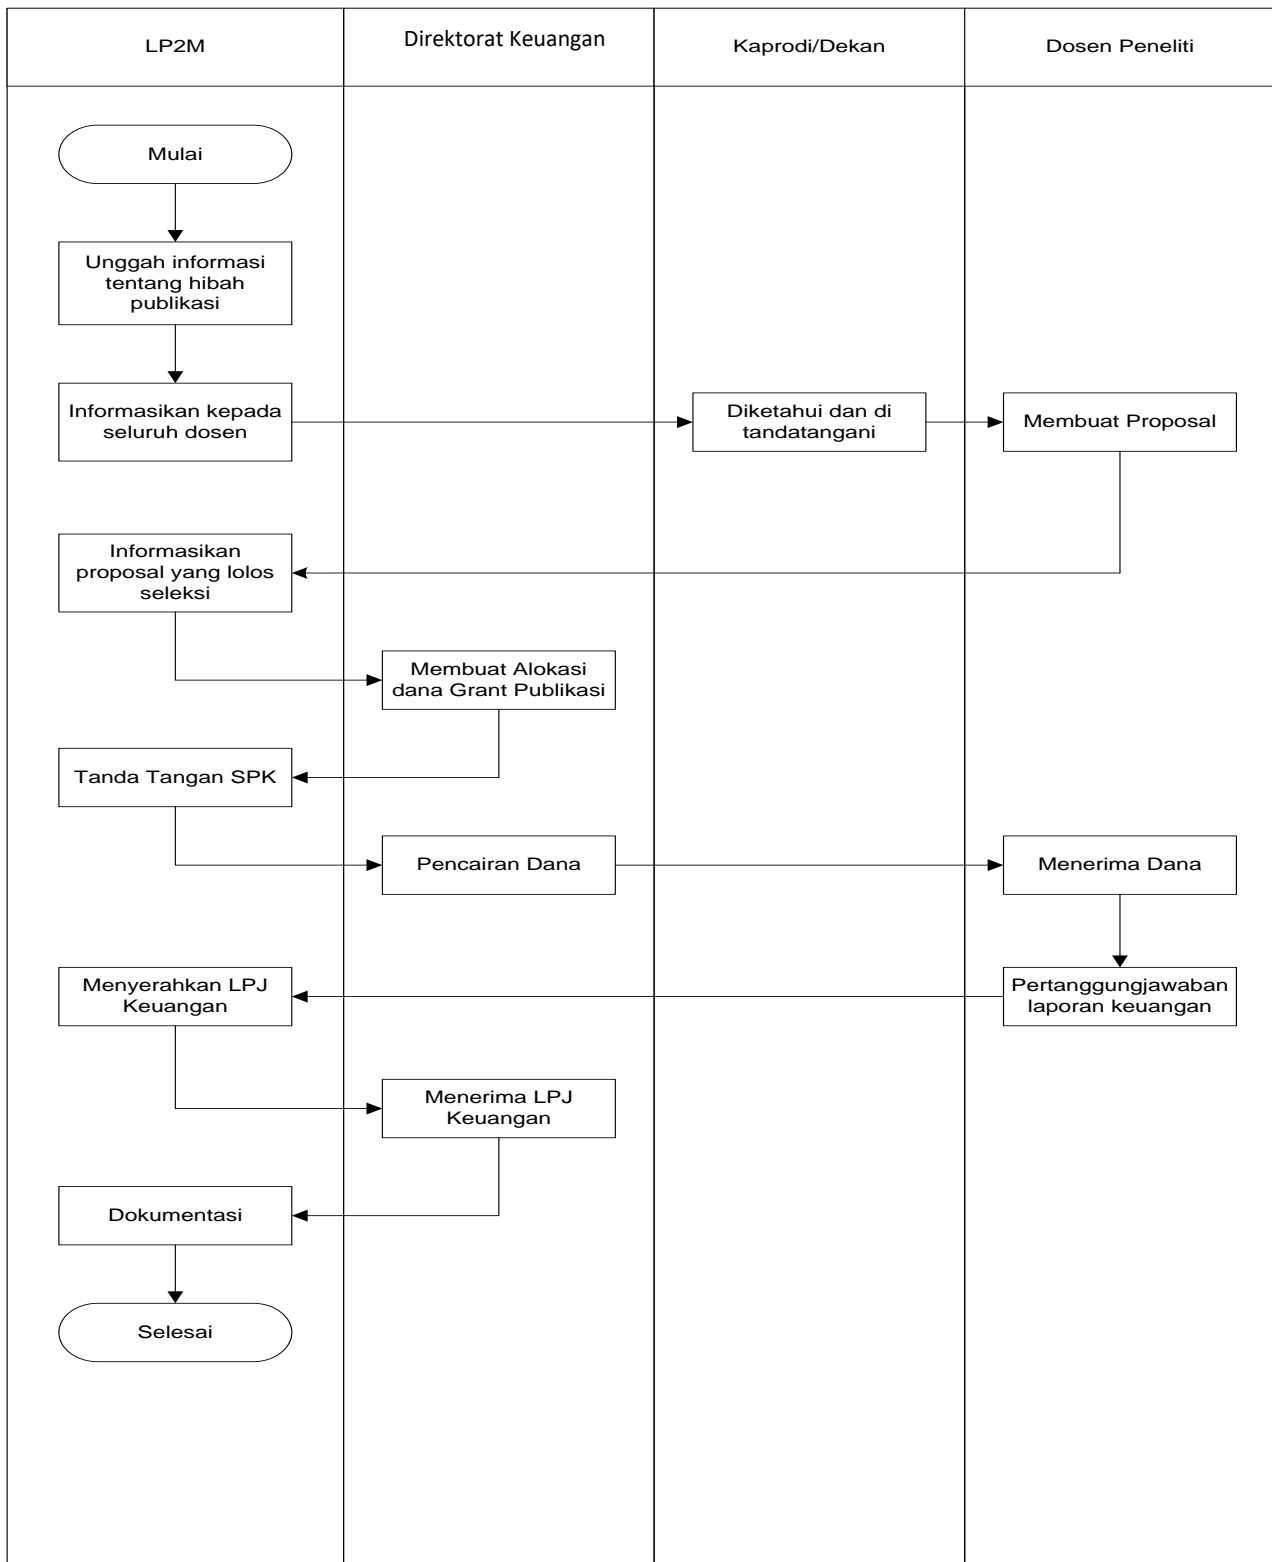 LP2M
Direktorat Keuangan
Kaprodi/Dekan
Dosen Peneliti
Mulai
Unggah informasi
tentang hibah
publikasi
Informasikan kepada
seluruh dosen
Diketahui dan di
tandatangani
Membuat Proposal
Informasikan
proposal yang lolos
seleksi
Membuat Alokasi
dana Grant Publikasi
Tanda Tangan SPK
Pencairan Dana
Menerima Dana
Menyerahkan LPJ
Keuangan
Pertanggungjawaban
laporan keuangan
Menerima LPJ
Keuangan
Dokumentasi
Selesai